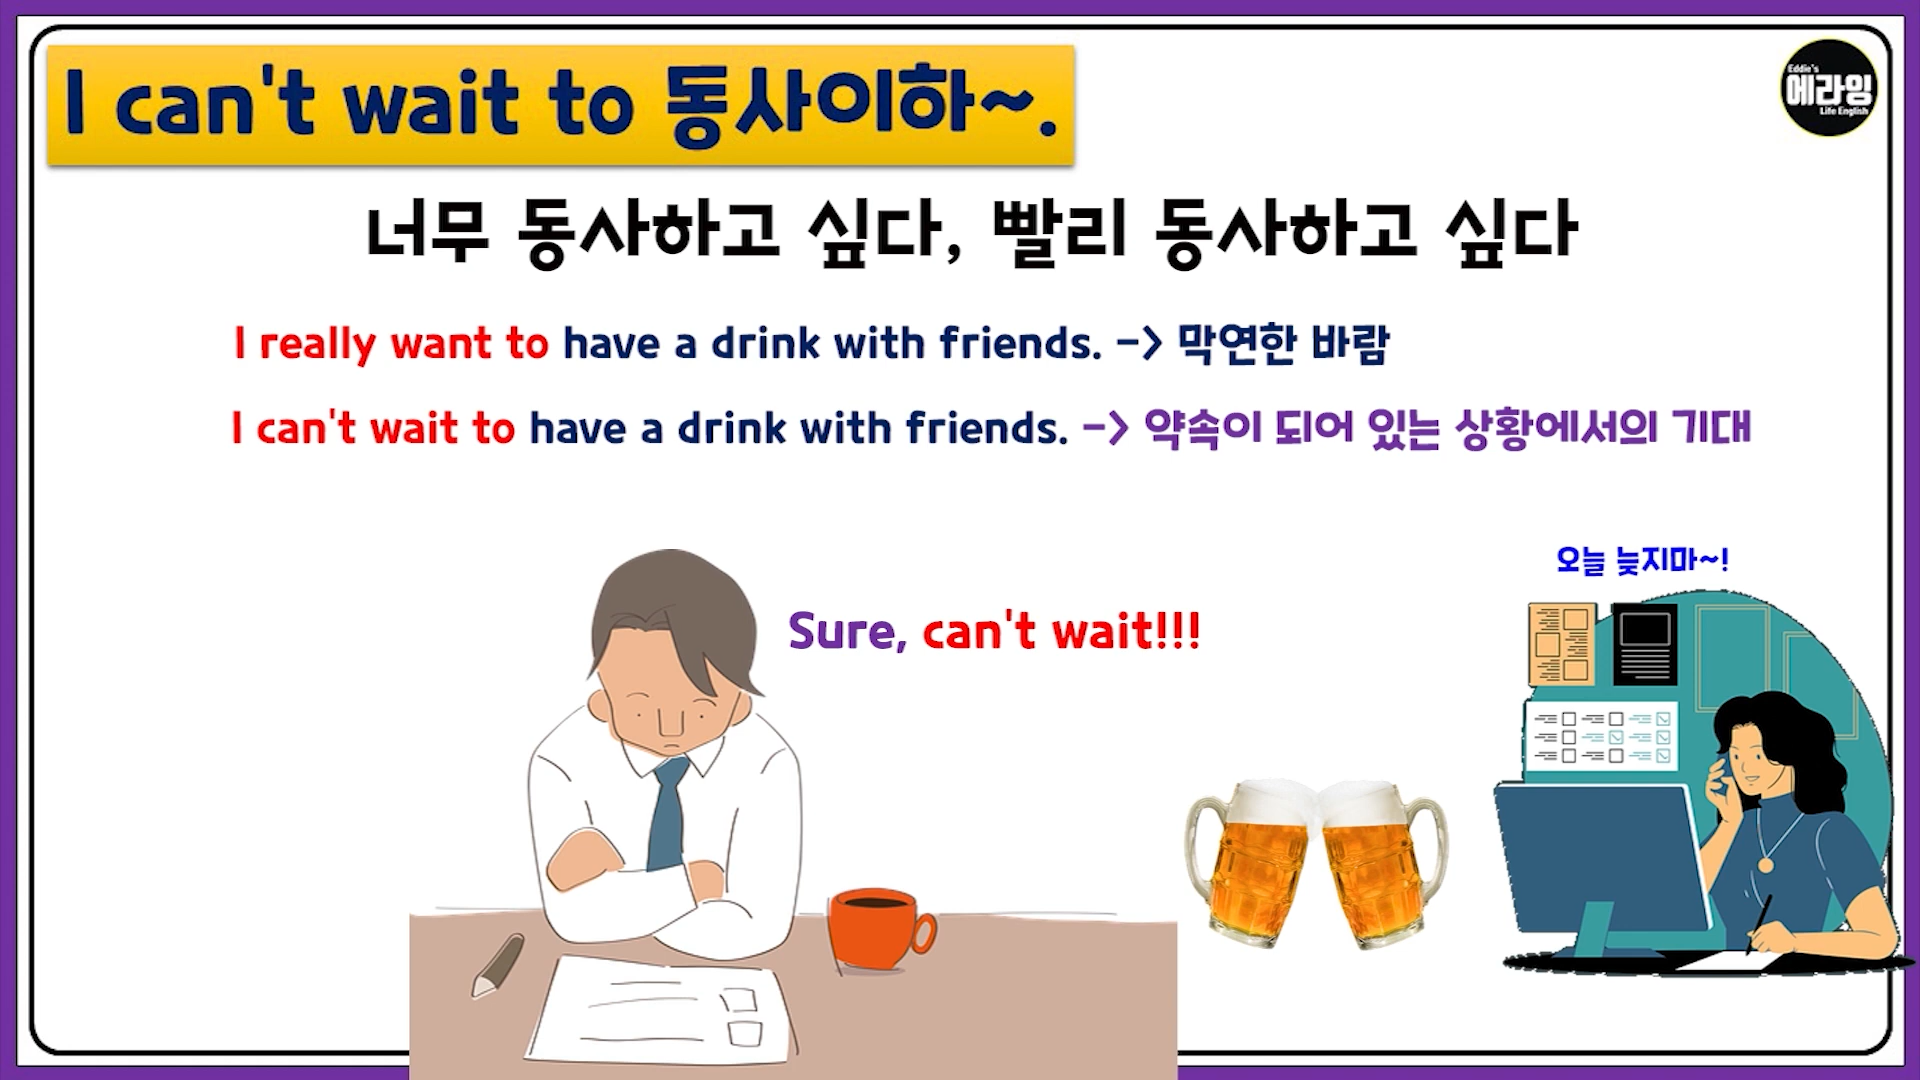 I can't wait to 동사이하~.
Eddie's
에라잉
Life English
너무 동사하고 싶다, 빨리 동사하고 싶다
I really want to have a drink with friends. -> 막연한 바람
I can't wait to have a drink with friends. -> 약속이 되어 있는 상황에서의 기대
오늘 늦지마~!
Sure, can't wait!!!